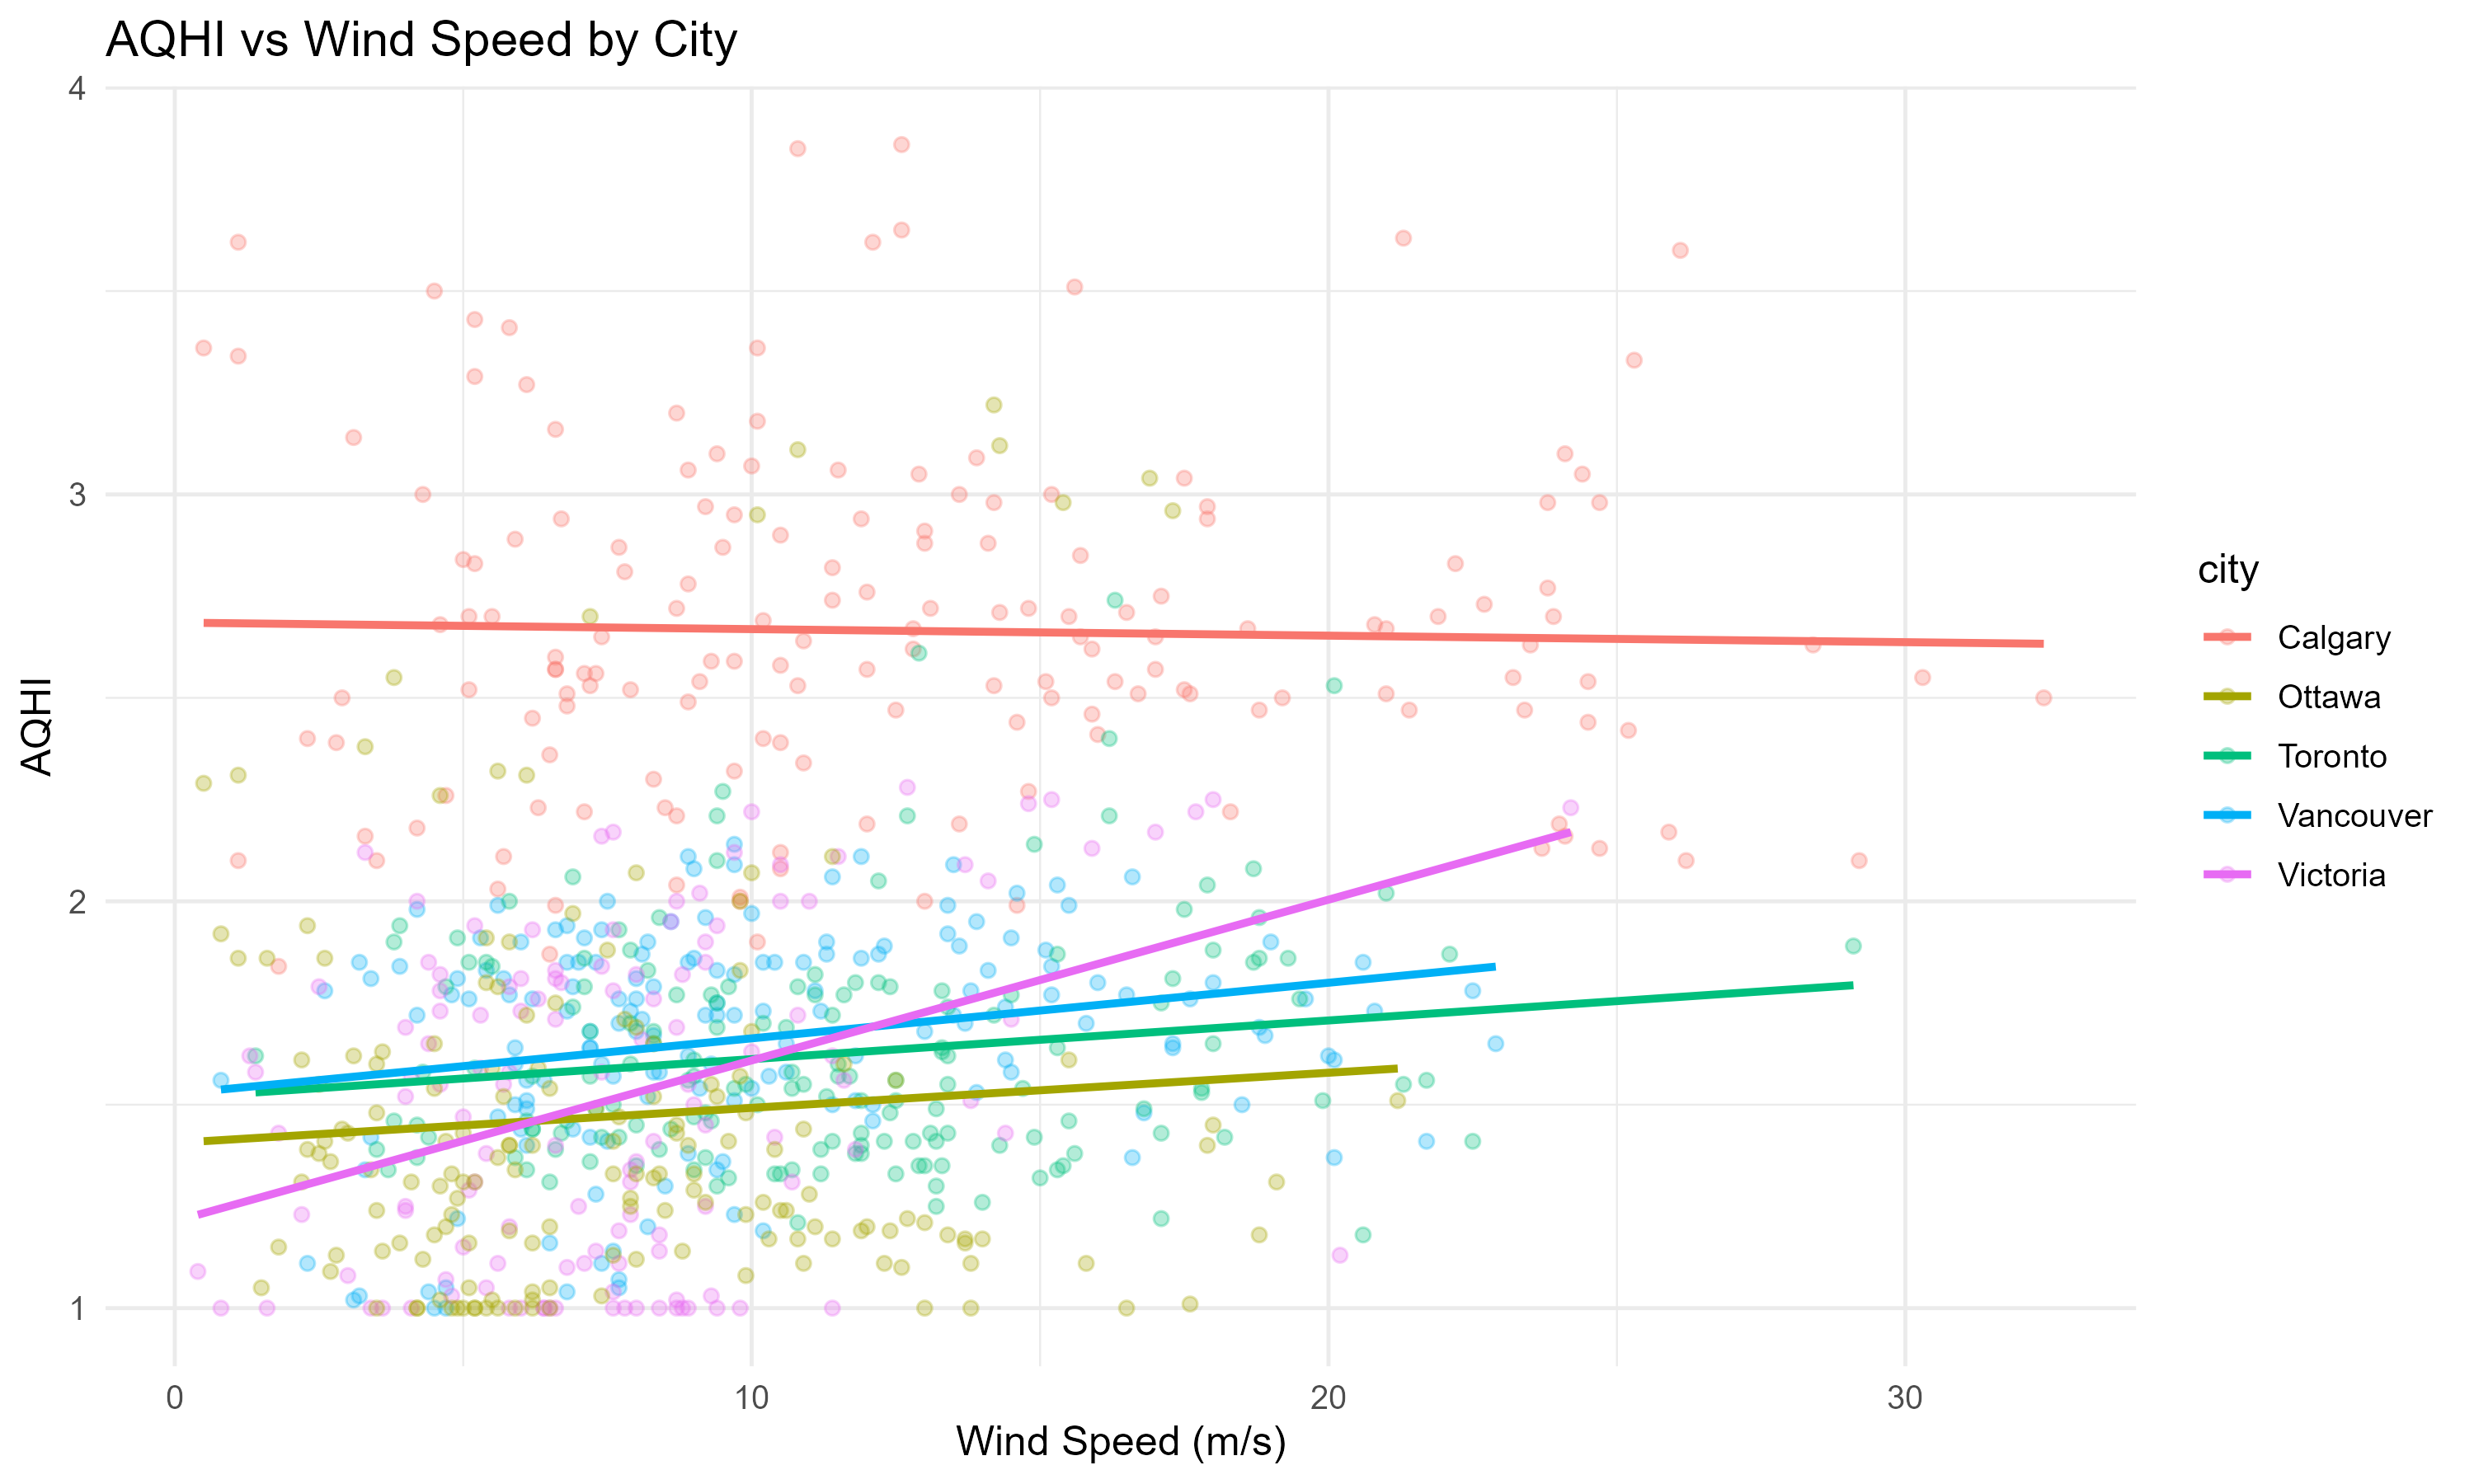 AQHI vs Wind Speed by City
4
3
2
1
AQHI
0 10 20 30
Wind Speed (m/s)
city
Calgary
Ottawa
Toronto
Vancouver
Victoria